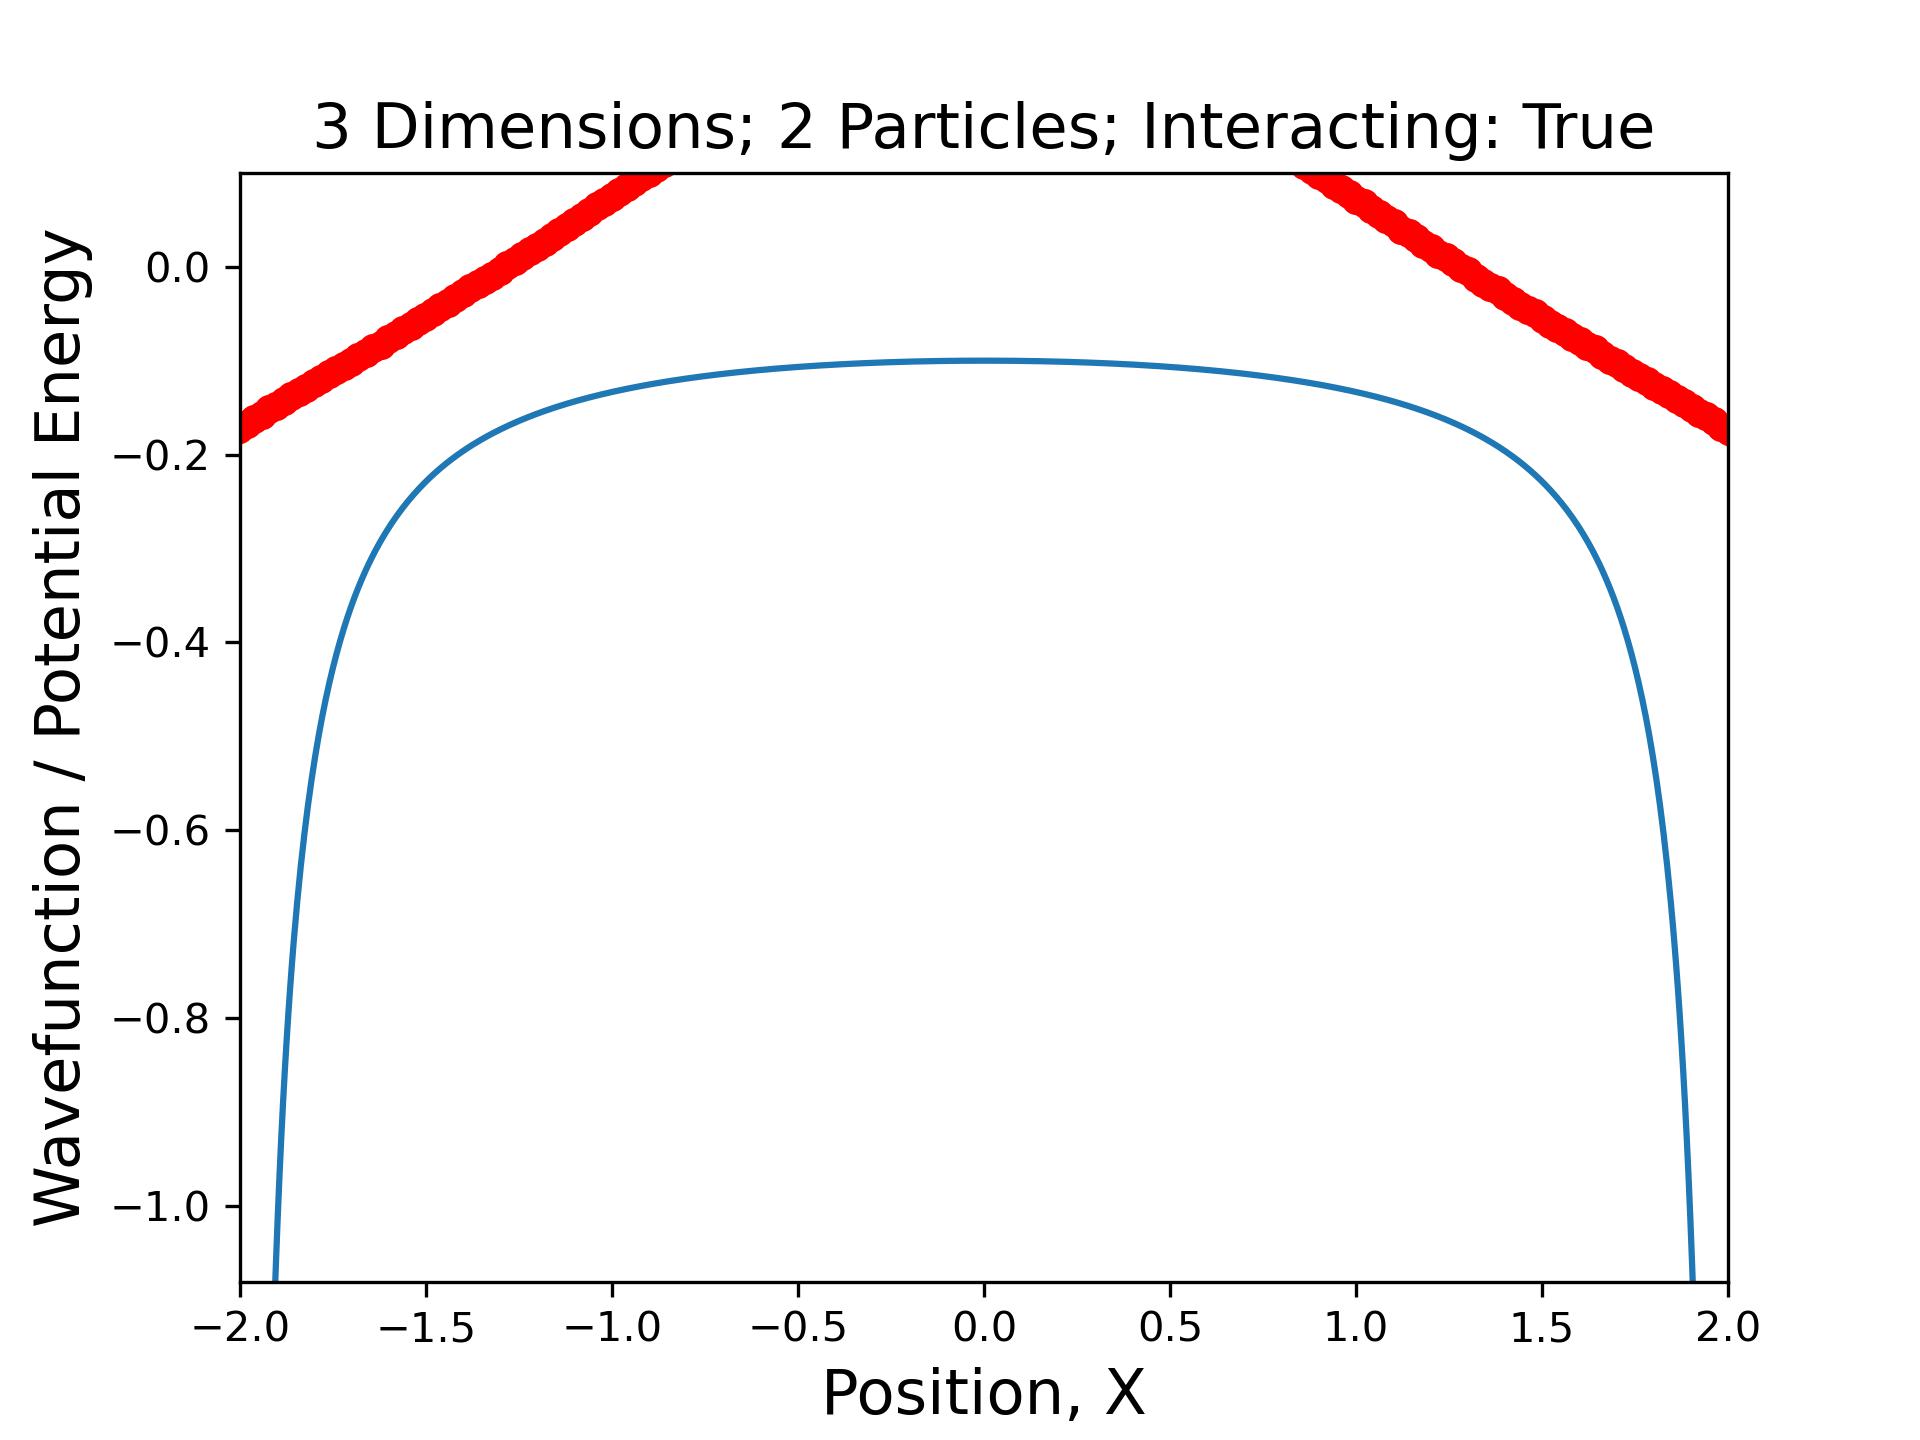 3 Dimensions; 2 Particles; Interacting: True
Wavefunction / Potential Energy
0.0
−0.2
−0.4
−0.6
−0.8
−1.0
−2.0 −1.5 −1.0 −0.5 0.0 0.5 1.0 1.5 2.0
Position, X